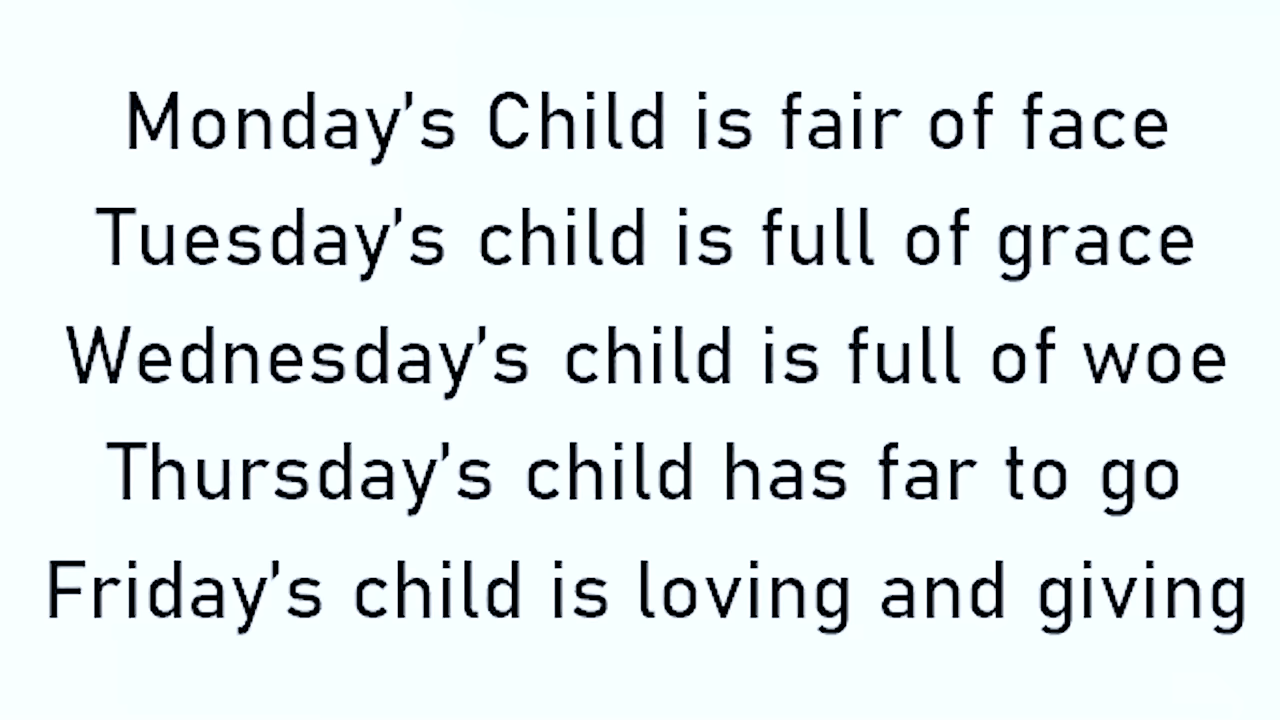 Monday’s Child is fair of face
Tuesday’s child is full of grace
Wednesday’s child is full of woe
Thursday’s child has far to go
Friday’s child is loving and giving